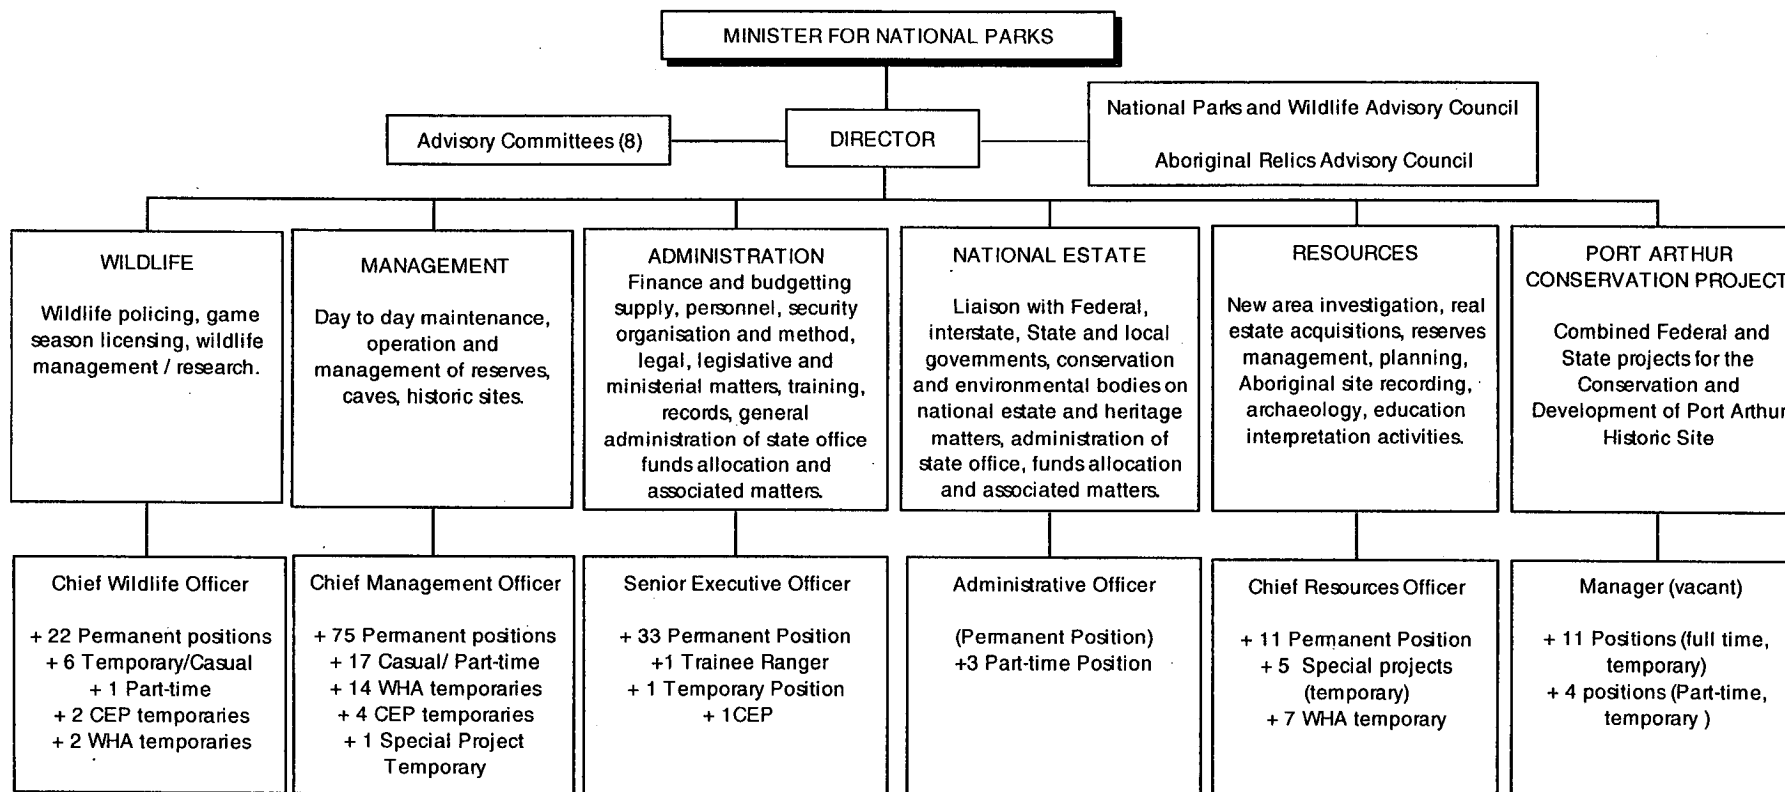 MINISTER FOR NATIONAL PARKS
Advisory Committees (8)
DIRECTOR
National Parks and Wildlife Advisory Council
Aboriginal Relics Advisory Council
WILDLIFE
Wildlife policing, game
season licensing, wildlife
management / research.
MANAGEMENT
Day to day maintenance,
operation and
management of reserves,
caves, historic sites.
ADMINISTRATION
Finance and budgetting
supply, personnel, security
organisation and method,
legal, legislative and
ministerial matters, training,
records, general
administration of state office
funds allocation and
associated matters.
NATIONAL ESTATE
Liaison with Federal,
interstate, State and local
governments, conservation
and environmental bodies on
national estate and heritage
matters, administration of
state office, funds allocation
and associated matters.
RESOURCES
New area investigation, real
estate acquisitions, reserves
management, planning,
Aboriginal site recording,
archaeology, education
interpretation activities.
PORT ARTHUR
CONSERVATION PROJECT
Combined Federal and
State projects for the
Conservation and
Development of Port Arthur
Historic Site
Chief Wildlife Officer
+ 22 Permanent positions
+ 6 Temporary/Casual
+ 1 Part-time
+ 2 CEP temporaries
+ 2 WHA temporaries
Chief Management Officer
+ 75 Permanent positions
+ 17 Casual/ Part-time
+ 14 WHA temporaries
+ 4 CEP temporaries
+ 1 Special Project
Temporary
Senior Executive Officer
+ 33 Permanent Position
+1 Trainee Ranger
+ 1 Temporary Position
+ 1CEP
Administrative Officer
(Permanent Position)
+3 Part-time Position
Chief Resources Officer
+ 11 Permanent Position
+ 5 Special projects
(temporary)
+ 7 WHA temporary
Manager (vacant)
+ 11 Positions (full time,
temporary)
+ 4 positions (Part-time,
temporary )